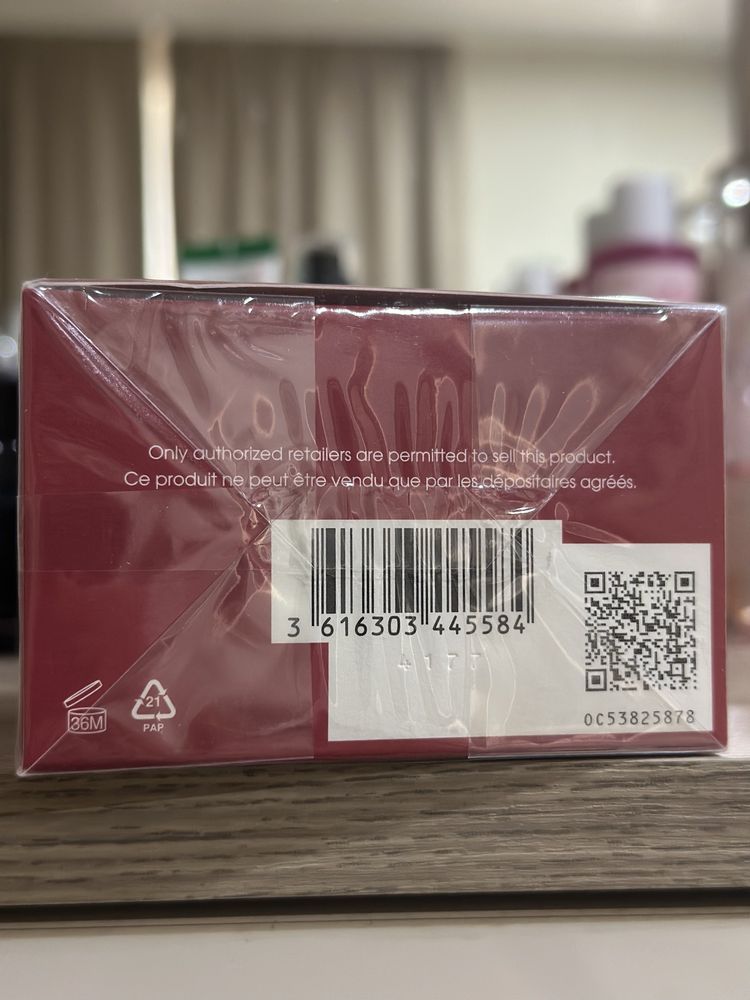 Only authorized retailers are permitted to sell this product.
Ce produit ne peut être vendu que par les dépositaires agréés.
3 616303 445584
4177
0C53825878
36M
21
PAP